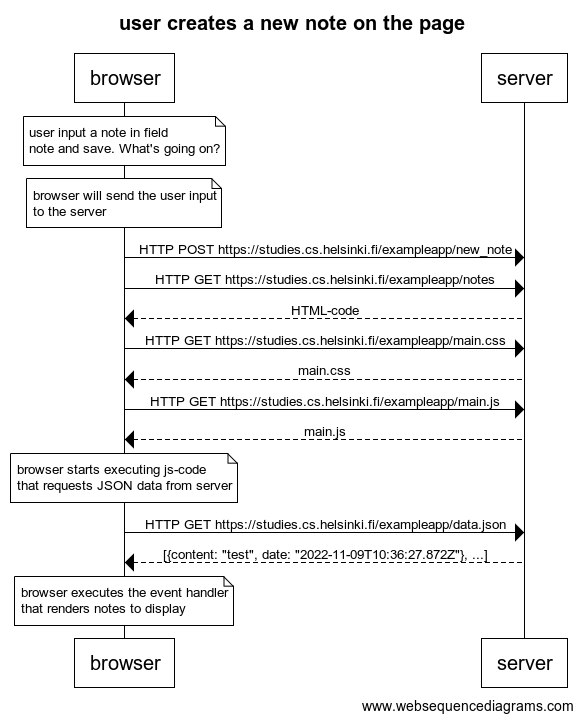 user creates a new note on the page
browser
server
user input a note in field
note and save. What's going on?
browser will send the user input
to the server
HTTP POST https://studies.cs.helsinki.fi/exampleapp/new_note
HTTP GET https://studies.cs.helsinki.fi/exampleapp/notes
HTML-code
HTTP GET https://studies.cs.helsinki.fi/exampleapp/main.css
main.css
HTTP GET https://studies.cs.helsinki.fi/exampleapp/main.js
main.js
browser starts executing js-code
that requests JSON data from server
HTTP GET https://studies.cs.helsinki.fi/exampleapp/data.json
[{content: "test", date: "2022-11-09T10:36:27.872Z"}, ...]
browser executes the event handler
that renders notes to display
browser
server
www.websequencediagrams.com